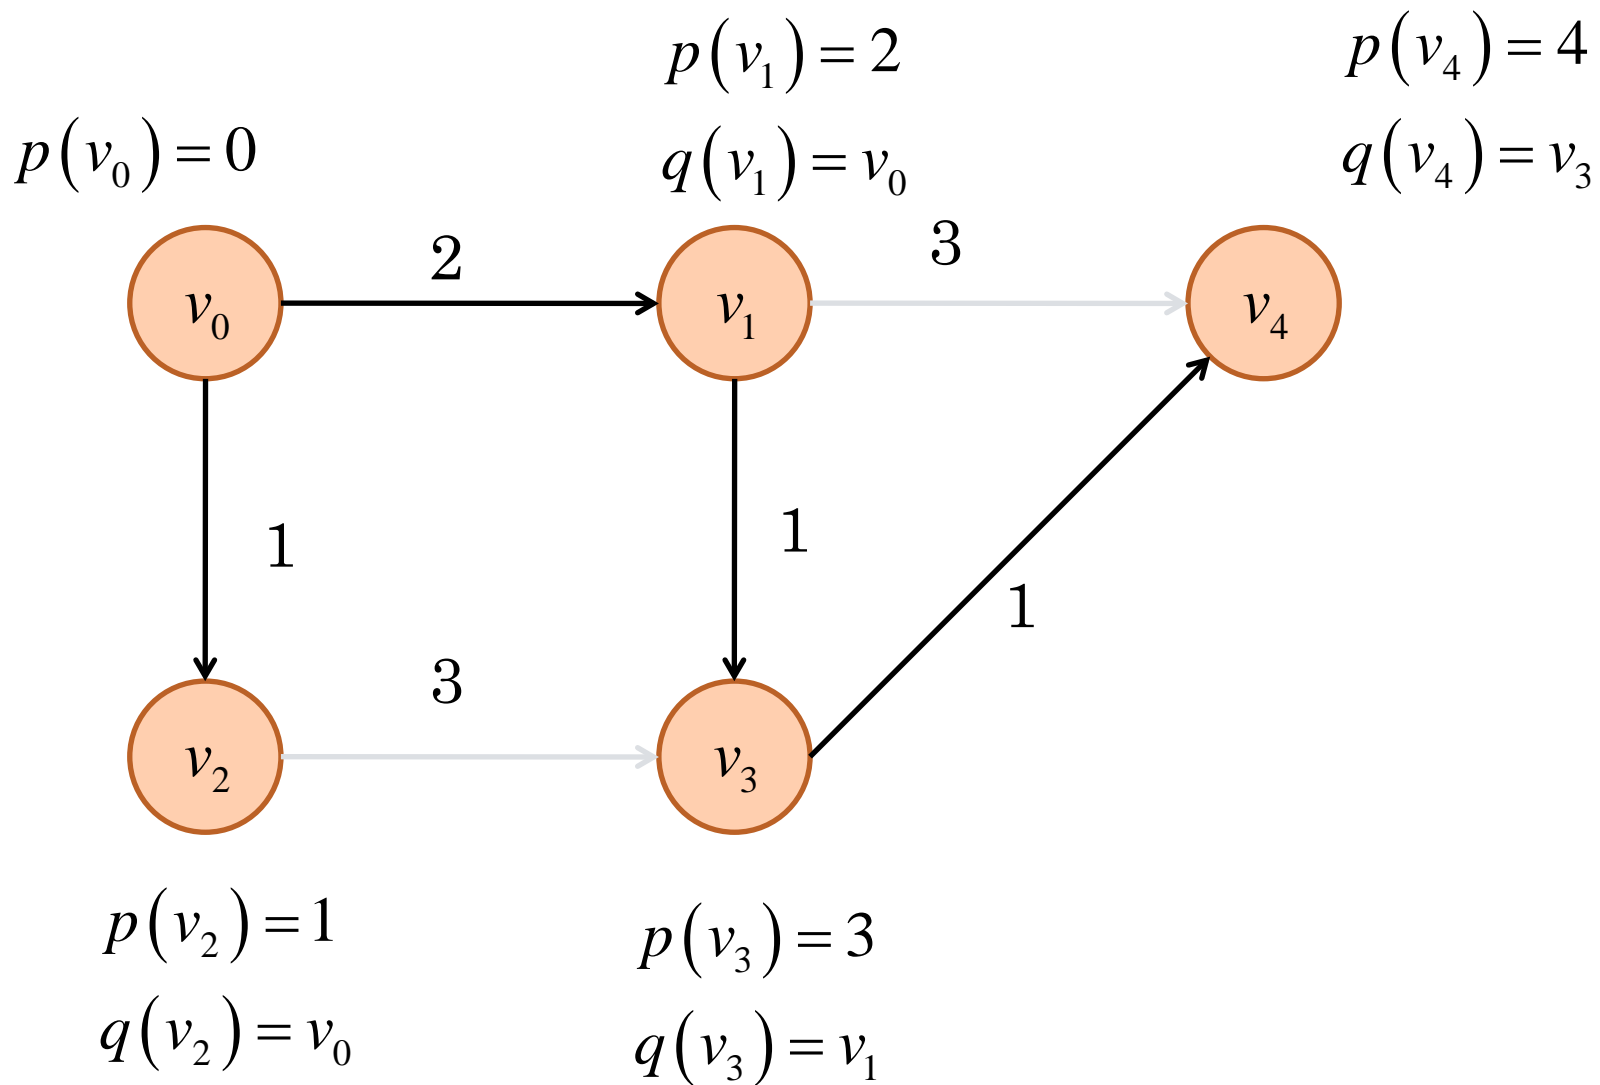 p(v₁) = 2
p(v₄) = 4
p(v₀) = 0
q(v₁) = v₀
q(v₄) = v₃
2
3
v₀
v₁
v₄
1
1
1
3
v₂
v₃
p(v₂) = 1
p(v₃) = 3
q(v₂) = v₀
q(v₃) = v₁